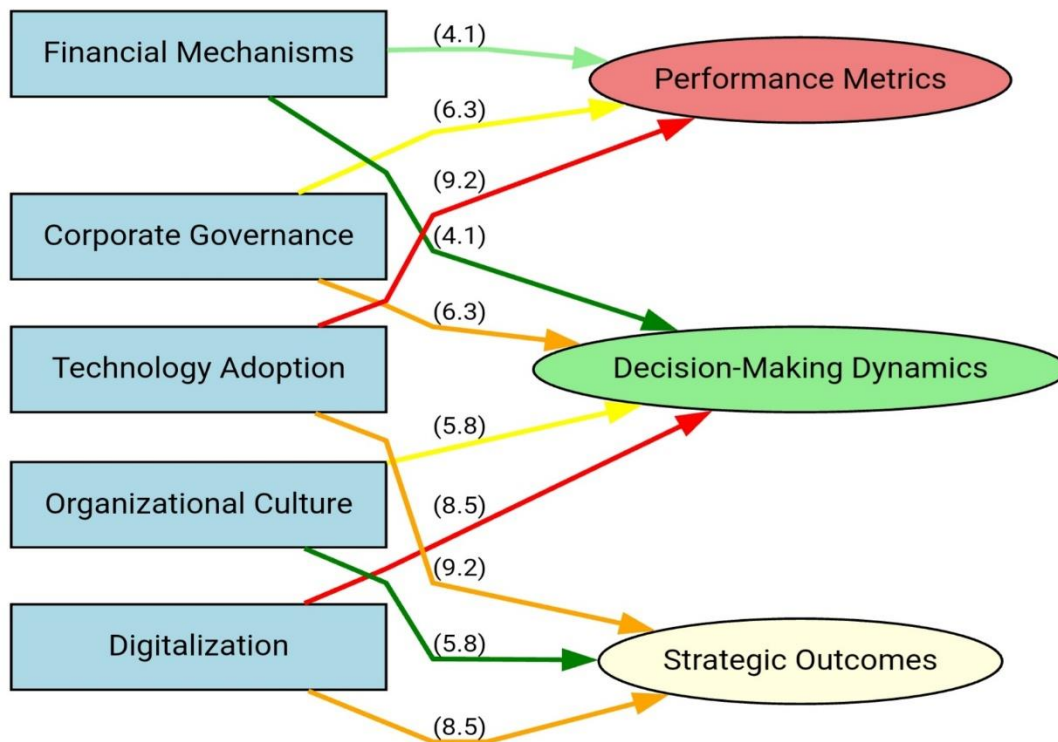 Financial Mechanisms
(4.1)
Performance Metrics
(6.3)
(9.2)
Corporate Governance
(4.1)
(6.3)
Technology Adoption
Decision-Making Dynamics
(5.8)
Organizational Culture
(8.5)
(9.2)
Digitalization
(5.8)
Strategic Outcomes
(8.5)